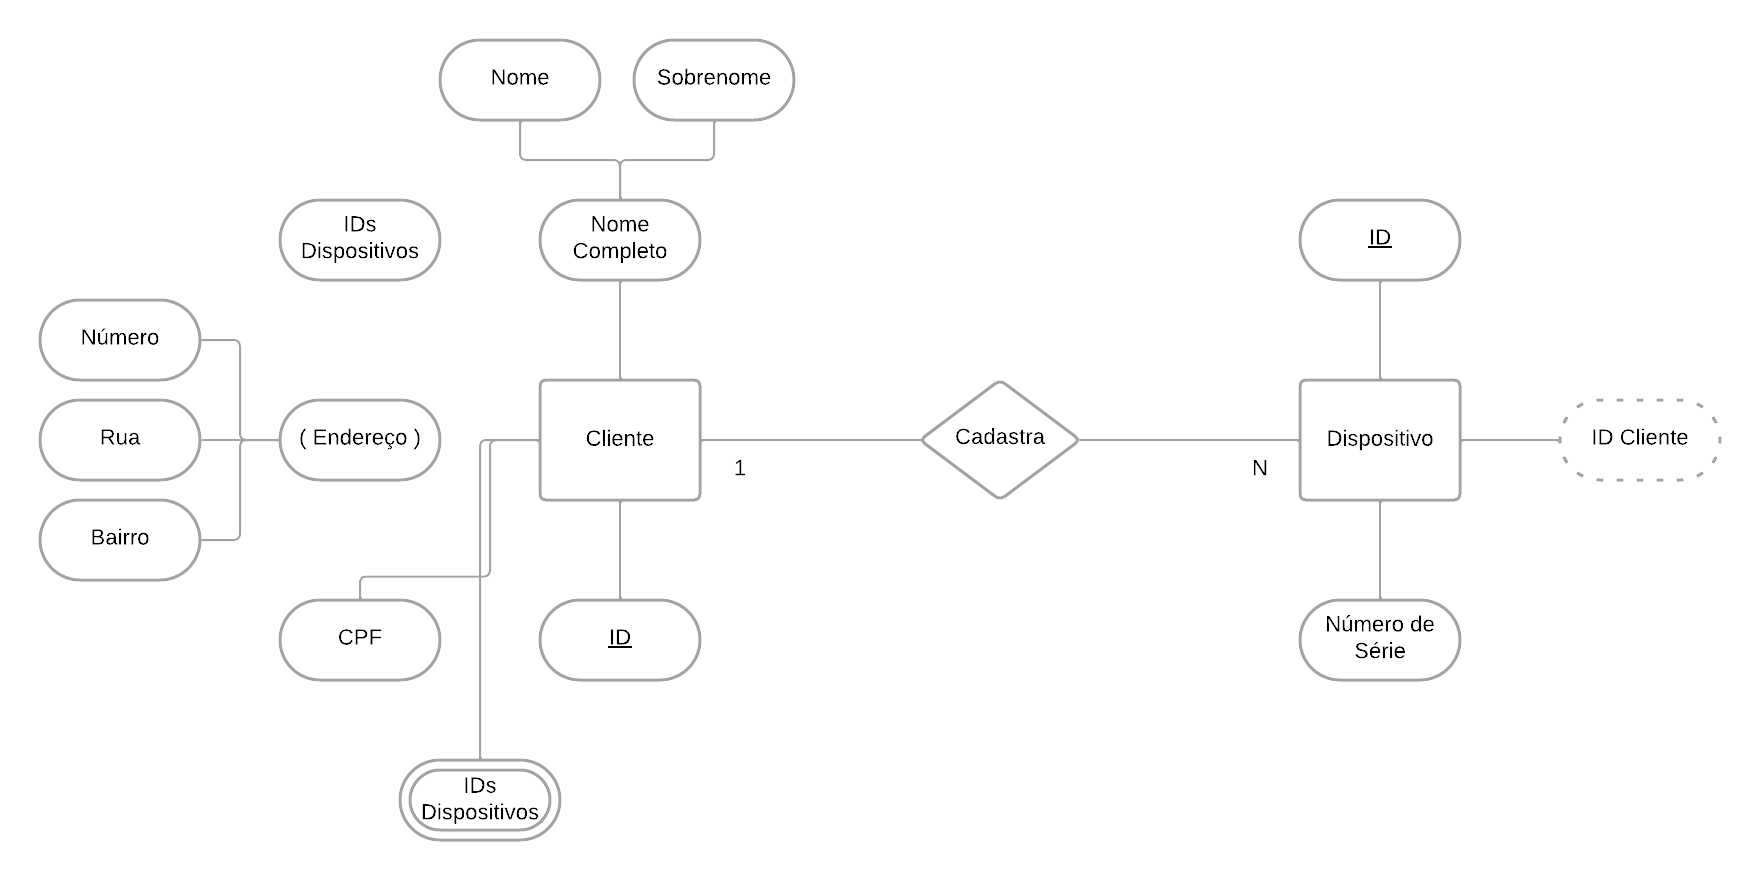 Nome
Sobrenome
IDs
Dispositivos
Nome
Completo
ID
Número
Rua
( Endereço )
Cliente
Cadastra
Dispositivo
ID Cliente
1
N
Bairro
CPF
ID
Número de
Série
IDs
Dispositivos